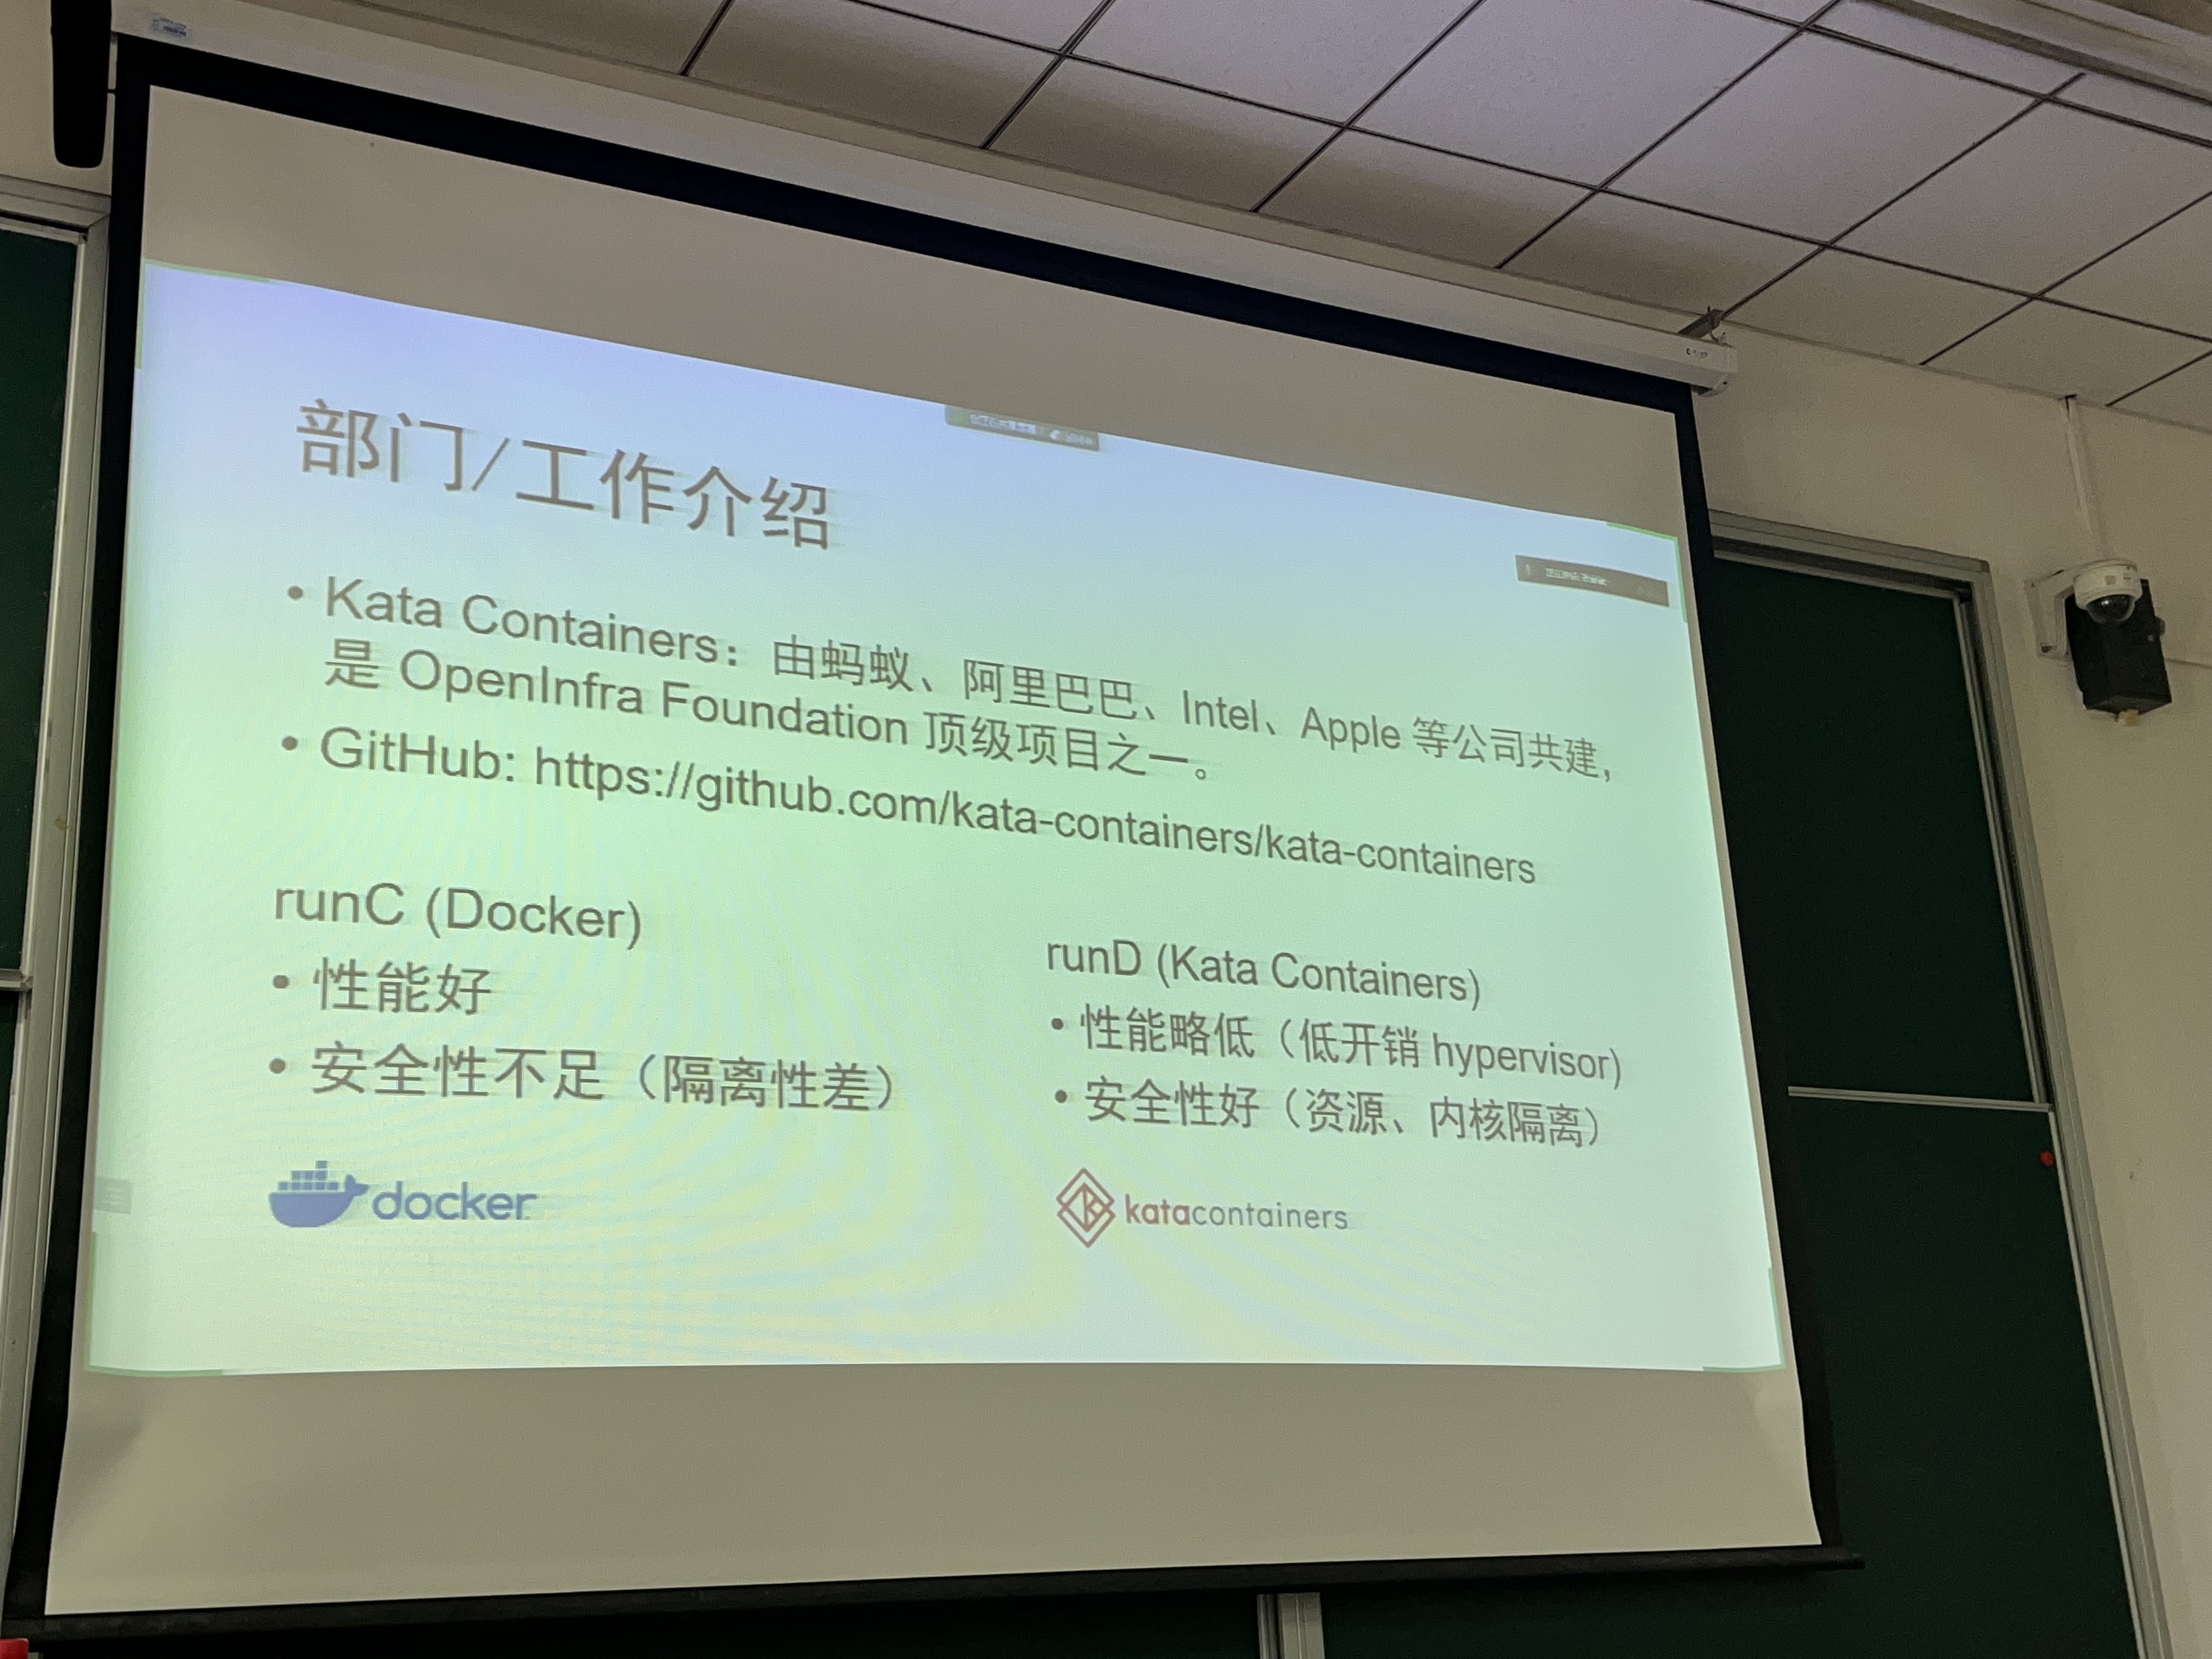 部门/工作介绍
• Kata Containers：由蚂蚁、阿里巴巴、Intel、Apple 等公司共建，
是 OpenInfra Foundation 顶级项目之一。
• GitHub: https://github.com/kata-containers/kata-containers
runC (Docker)
• 性能好
• 安全性不足（隔离性差）
docker
runD (Kata Containers)
• 性能略低（低开销 hypervisor)
• 安全性好（资源、内核隔离）
katacontainers